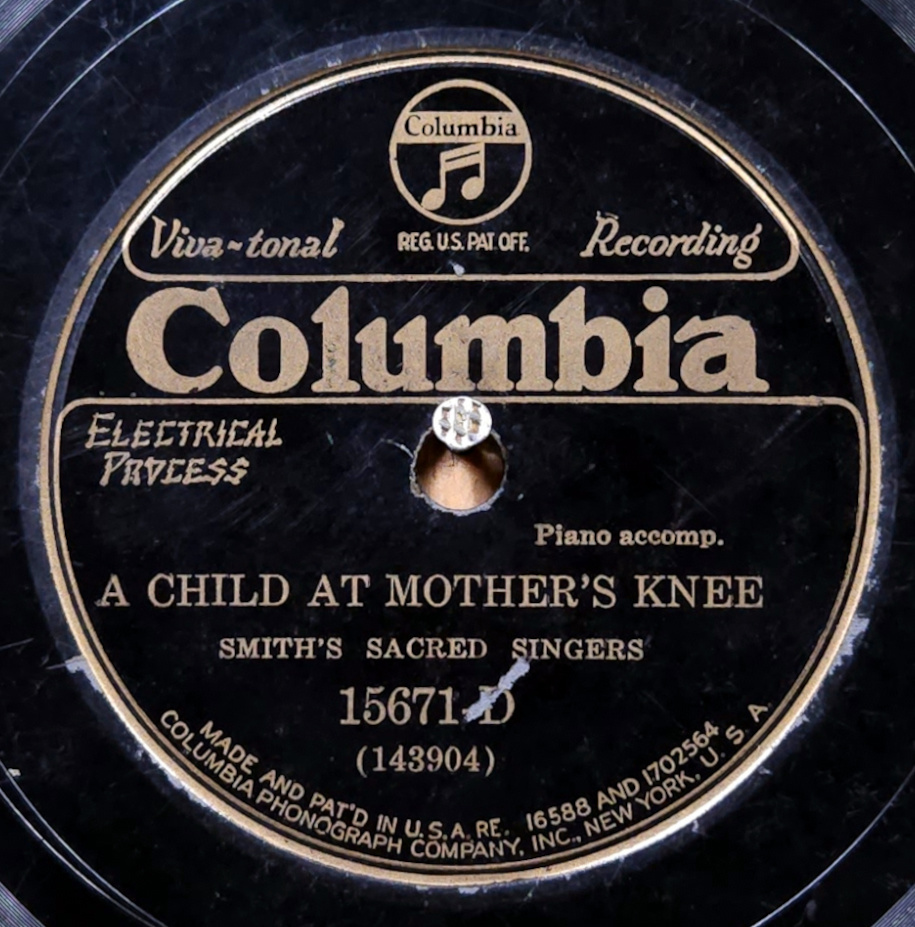 Columbia
Viva-tonal REG. U.S. PAT. OFF. Recording
Columbia
ELECTRICAL
PROCESS
Piano accomp.
A CHILD AT MOTHER'S KNEE
SMITH'S SACRED SINGERS
15671-D
(143904)
MADE AND PAT'D IN U.S.A. RE. 16588 AND 1702564
COLUMBIA PHONOGRAPH COMPANY, INC., NEW YORK, U. S. A.